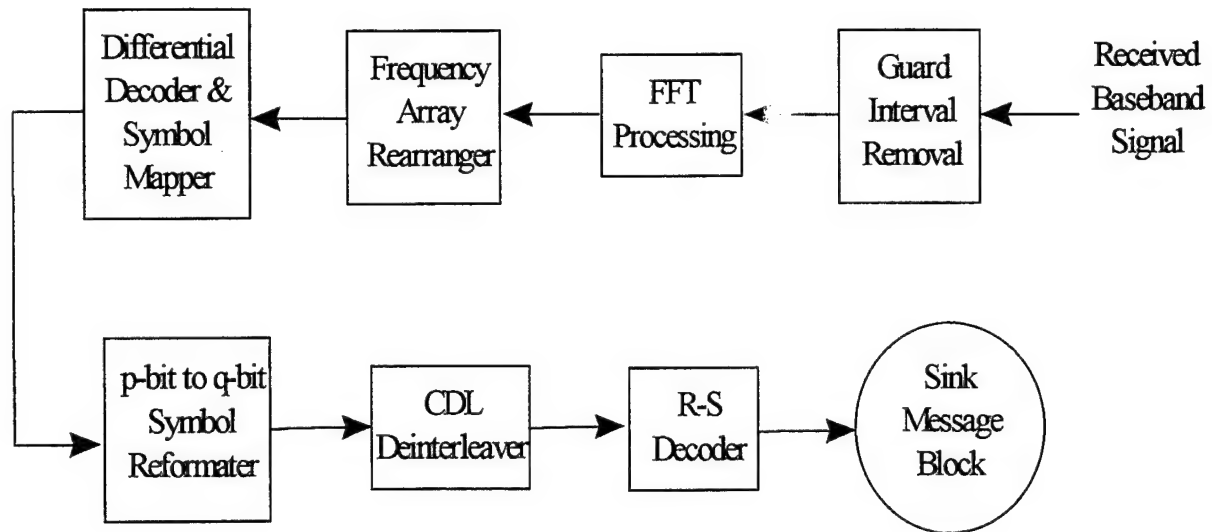 Differential
Decoder &
Symbol
Mapper
Frequency
Array
Rearranger
FFT
Processing
Guard
Interval
Removal
Received
Baseband
Signal
p-bit to q-bit
Symbol
Reformater
CDL
Deinterleaver
R-S
Decoder
Sink
Message
Block